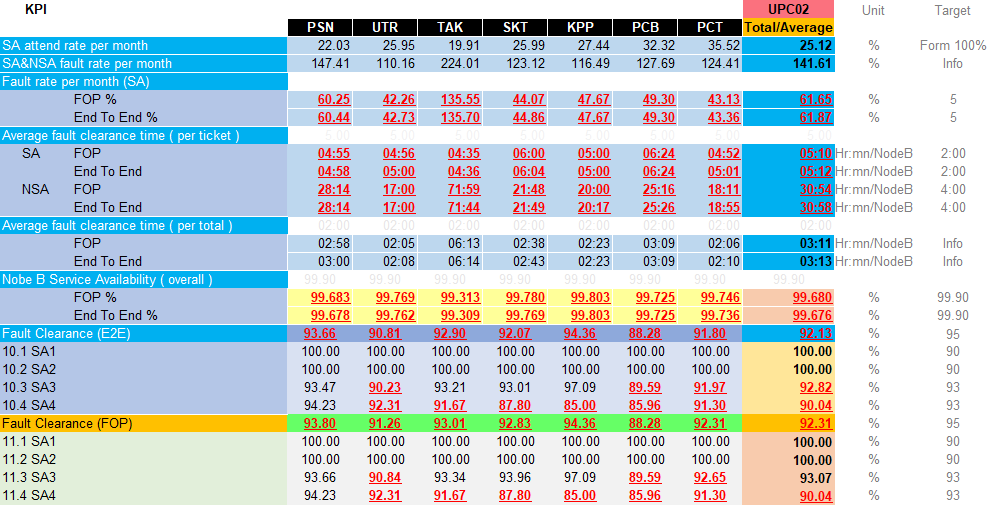 KPI UPC02 Unit Target
PSN UTR TAK SKT KPP PCB PCT Total/Average
SA attend rate per month 22.03 25.95 19.91 25.99 27.44 32.32 35.52 25.12 % Form 100%
SA&NSA fault rate per month 147.41 110.16 224.01 123.12 116.49 127.69 124.41 141.61 % Info
Fault rate per month (SA)
FOP % 60.25 42.26 135.55 44.07 47.67 49.30 43.13 61.65 % 5
End To End % 60.44 42.73 135.70 44.86 47.67 49.30 43.36 61.87 % 5
Average fault clearance time ( per ticket ) 5.00 5.00 5.00 5.00 5.00 5.00 5.00 5.00
SA FOP 04:55 04:56 04:35 06:00 05:00 06:24 04:52 05:10 Hr:mn/NodeB 2:00
End To End 04:58 05:00 04:36 06:04 05:00 06:24 05:01 05:12 Hr:mn/NodeB 2:00
NSA FOP 28:14 17:00 71:59 21:48 20:00 25:16 18:11 30:54 Hr:mn/NodeB 4:00
End To End 28:14 17:00 71:44 21:49 20:17 25:26 18:55 30:58 Hr:mn/NodeB 4:00
Average fault clearance time ( per total ) 02:00 02:00 02:00 02:00 02:00 02:00 02:00 02:00
FOP 02:58 02:05 06:13 02:38 02:23 03:09 02:06 03:11 Hr:mn/NodeB Info
End To End 03:00 02:08 06:14 02:43 02:23 03:09 02:10 03:13 Hr:mn/NodeB Info
Nobe B Service Availability ( overall ) 99.90 99.90 99.90 99.90 99.90 99.90 99.90 99.90
FOP % 99.683 99.769 99.313 99.780 99.803 99.725 99.746 99.680 % 99.90
End To End % 99.678 99.762 99.309 99.769 99.803 99.725 99.736 99.676 % 99.90
Fault Clearance (E2E) 93.66 90.81 92.90 92.07 94.36 88.28 91.80 92.13 % 95
10.1 SA1 100.00 100.00 100.00 100.00 100.00 100.00 100.00 100.00 % 90
10.2 SA2 100.00 100.00 100.00 100.00 100.00 100.00 100.00 100.00 % 90
10.3 SA3 93.47 90.23 93.21 93.01 97.09 89.59 91.97 92.82 % 93
10.4 SA4 94.23 92.31 91.67 87.80 85.00 85.96 91.30 90.04 % 93
Fault Clearance (FOP) 93.80 91.26 93.01 92.83 94.36 88.28 92.31 92.31 % 95
11.1 SA1 100.00 100.00 100.00 100.00 100.00 100.00 100.00 100.00 % 90
11.2 SA2 100.00 100.00 100.00 100.00 100.00 100.00 100.00 100.00 % 90
11.3 SA3 93.66 90.84 93.34 93.96 97.09 89.59 92.65 93.07 % 93
11.4 SA4 94.23 92.31 91.67 87.80 85.00 85.96 91.30 90.04 % 93